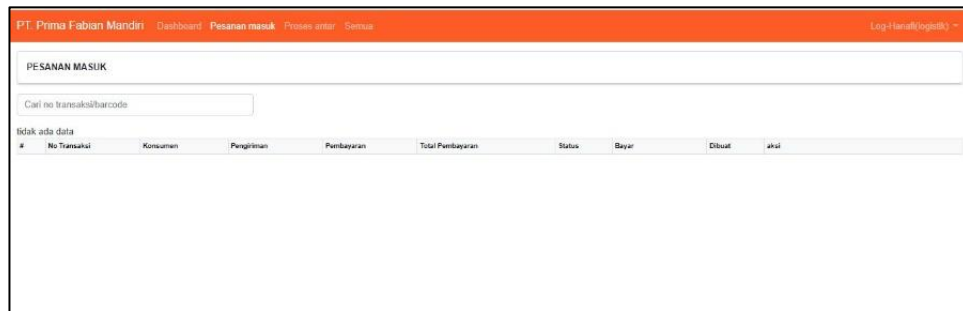 PT. Prima Fabian Mandiri Dashboard Pesanan masuk Proses antar Semua Log-Hanafi(logistik)
PESANAN MASUK
Cari no transaksi/barcode
tidak ada data
# No Transaksi Konsumen Pengiriman Pembayaran Total Pembayaran Status Bayar Dibuat aksi